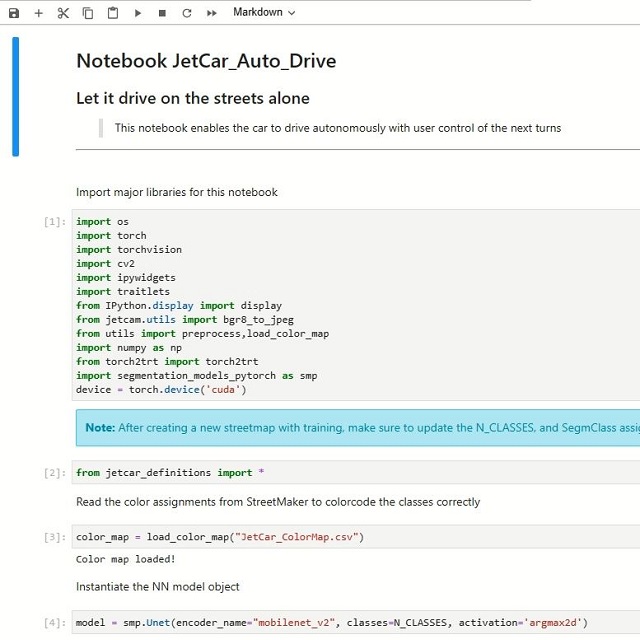 Markdown
Notebook JetCar_Auto_Drive
Let it drive on the streets alone
This notebook enables the car to drive autonomously with user control of the next turns
Import major libraries for this notebook
[1]: import os
import torch
import torchvision
import cv2
import ipywidgets
import traitlets
from IPython.display import display
from jetcam.utils import bgr8_to_jpeg
from utils import preprocess,load_color_map
import numpy as np
from torch2trt import torch2trt
import segmentation_models_pytorch as smp
device = torch.device('cuda')
Note: After creating a new streetmap with training, make sure to update the N_CLASSES, and SegmClass assig
[2]: from jetcar_definitions import *
Read the color assignments from StreetMaker to colorcode the classes correctly
[3]: color_map = load_color_map("JetCar_ColorMap.csv")
Color map loaded!
Instantiate the NN model object
[4]: model = smp.Unet(encoder_name="mobilenet_v2", classes=N_CLASSES, activation='argmax2d')